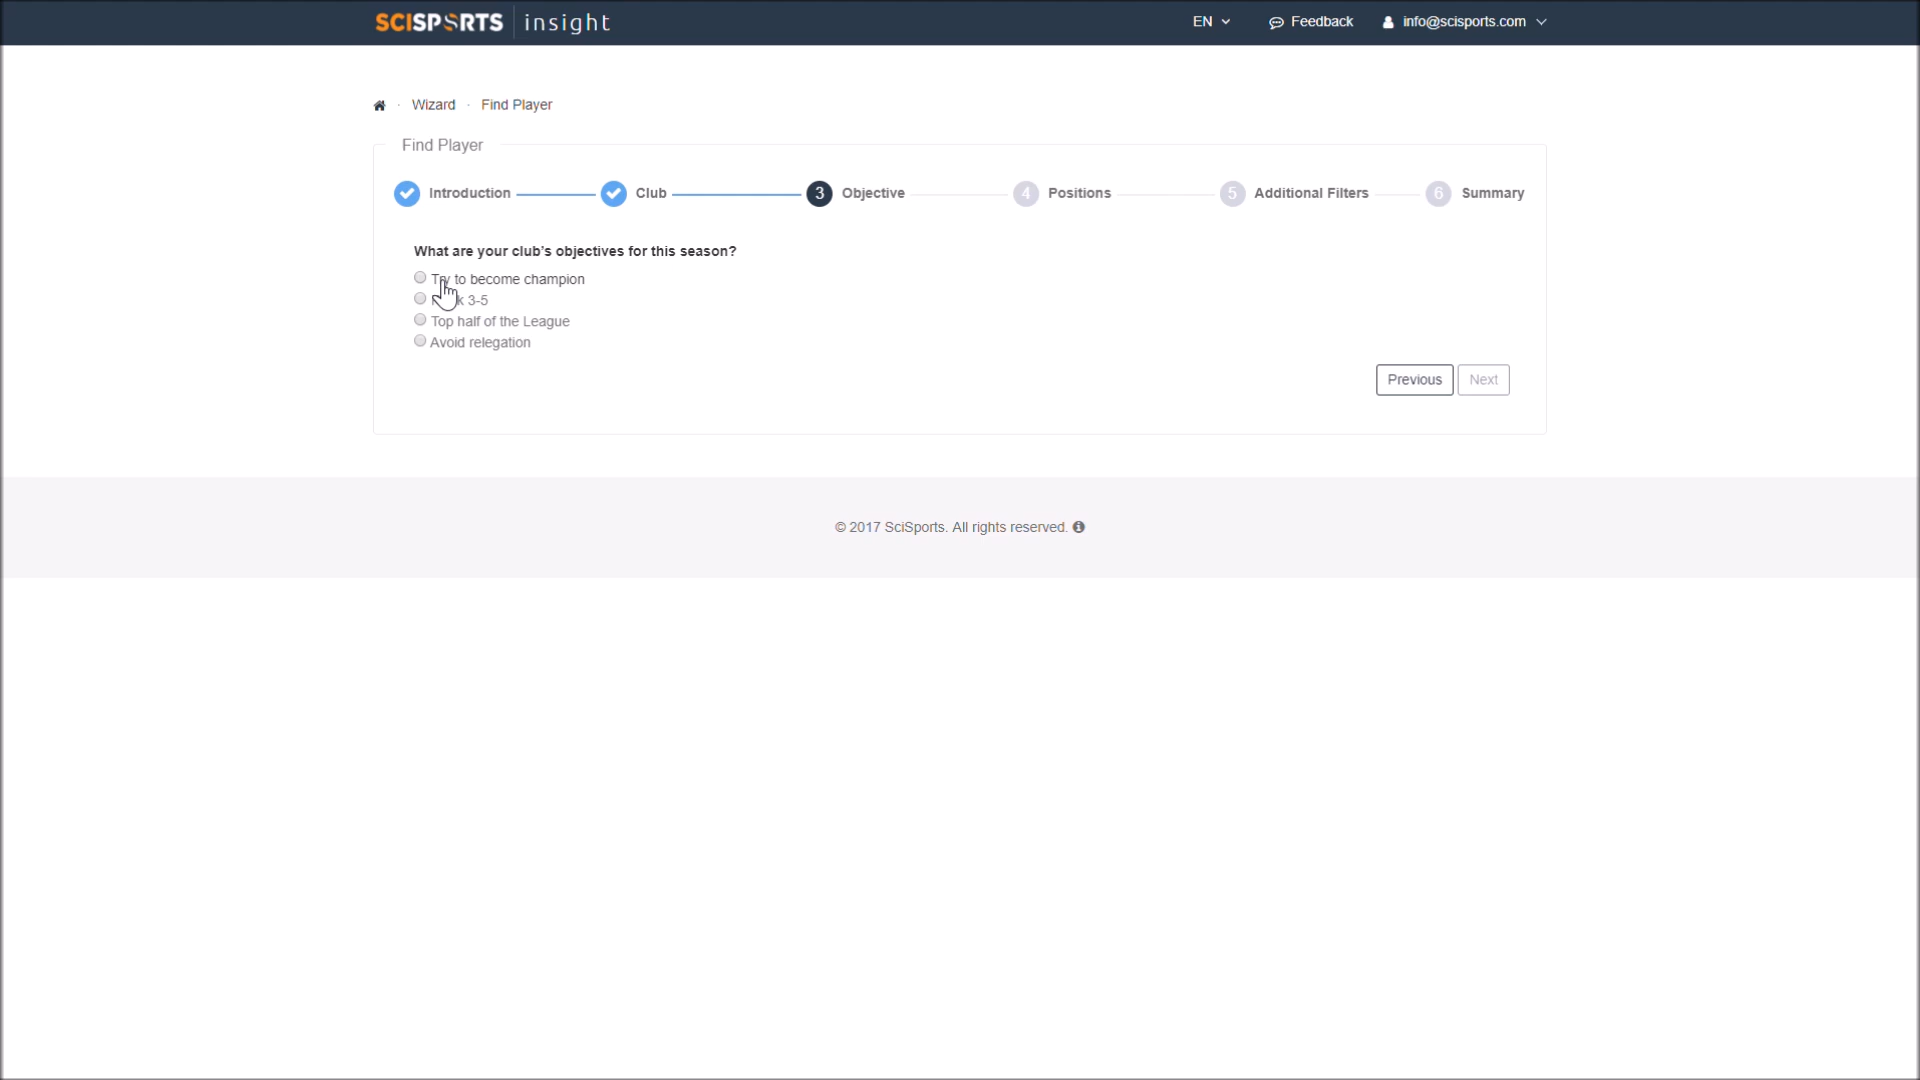 SCISPORTS insight
EN
Feedback
info@scisports.com
Wizard · Find Player
Find Player
Introduction
Club
3 Objective
4 Positions
5 Additional Filters
6 Summary
What are your club's objectives for this season?
Try to become champion
3-5
Top half of the League
Avoid relegation
Previous
Next
© 2017 SciSports. All rights reserved.